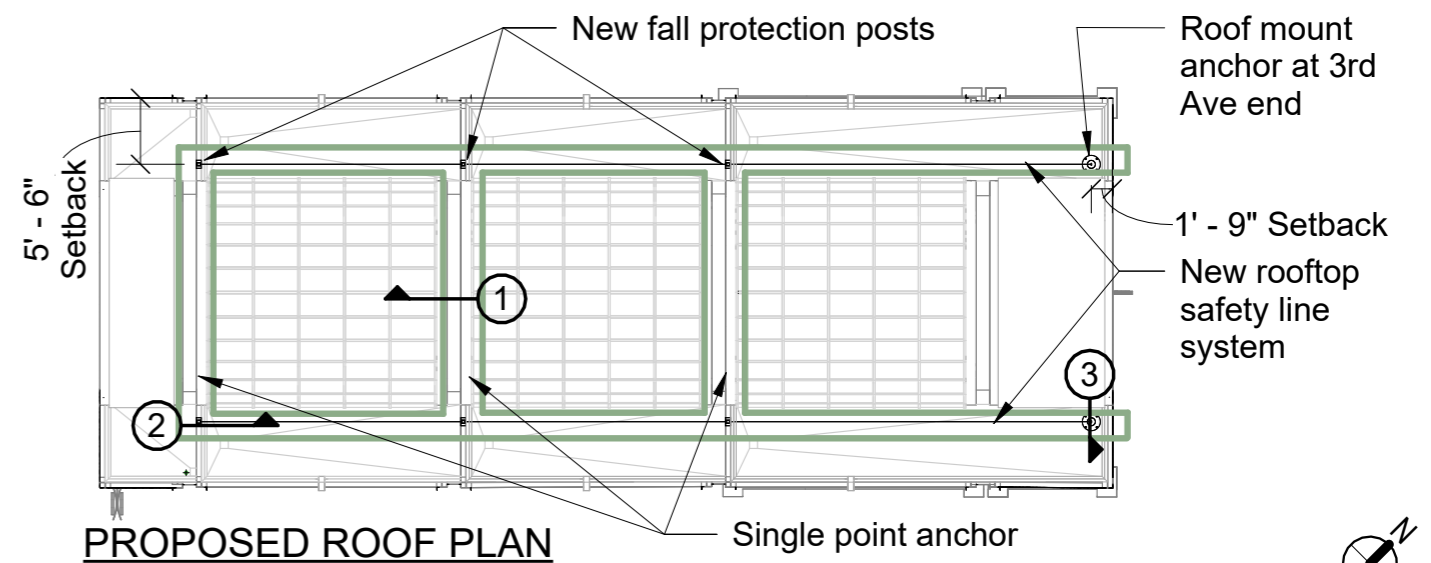 New fall protection posts
Roof mount
anchor at 3rd
Ave end
5' - 6"
Setback
1' - 9" Setback
New rooftop
safety line
system
1
2
3
Single point anchor
PROPOSED ROOF PLAN
N